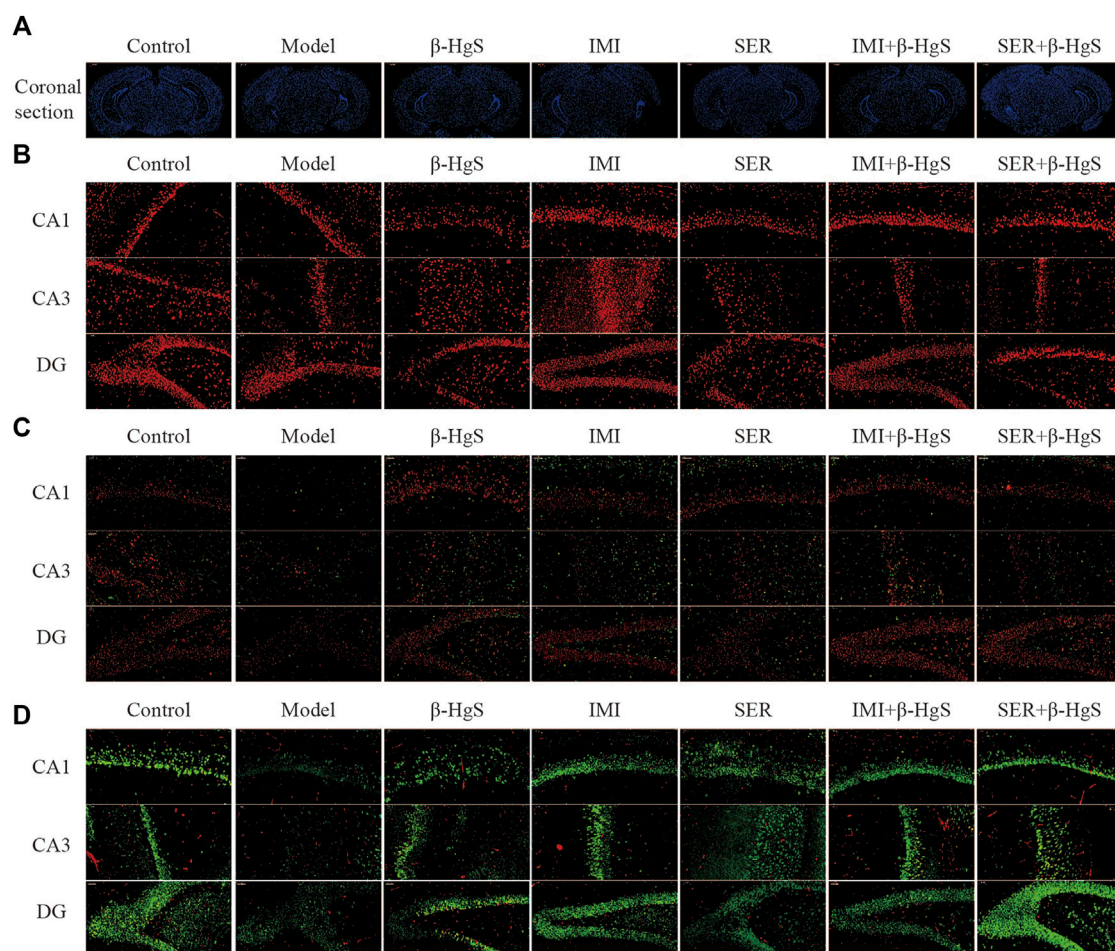 A
Control Model β-HgS IMI SER IMI+β-HgS SER+β-HgS
Coronal
section
B
Control Model β-HgS IMI SER IMI+β-HgS SER+β-HgS
CA1
CA3
DG
C
Control Model β-HgS IMI SER IMI+β-HgS SER+β-HgS
CA1
CA3
DG
D
Control Model β-HgS IMI SER IMI+β-HgS SER+β-HgS
CA1
CA3
DG